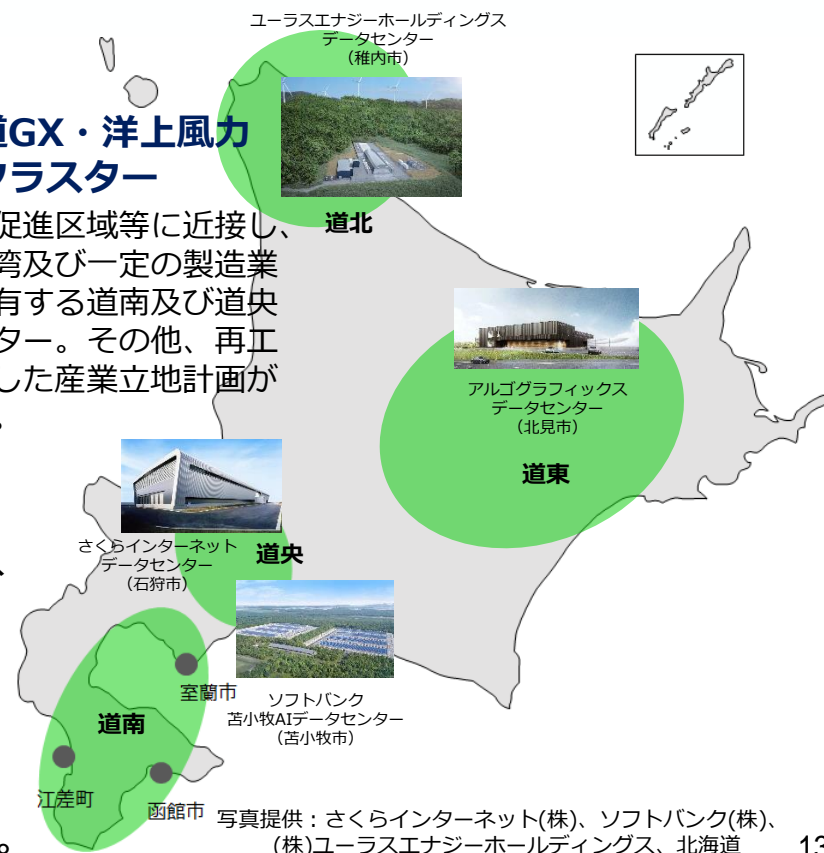 ユーラスエナジーホールディングス
データセンター
（稚内市）
道GX・洋上風力
クラスター
促進区域等に近接し、
湾及び一定の製造業
有する道南及び道央
ター。その他、再エ
した産業立地計画が
。
道北
アルゴグラフィックス
データセンター
（北見市）
道東
さくらインターネット
データセンター
（石狩市）
道央
、
室蘭市
ソフトバンク
苫小牧AIデータセンター
（苫小牧市）
道南
江差町
函館市
写真提供：さくらインターネット(株)、ソフトバンク(株)、
(株)ユーラスエナジーホールディングス、北海道
13